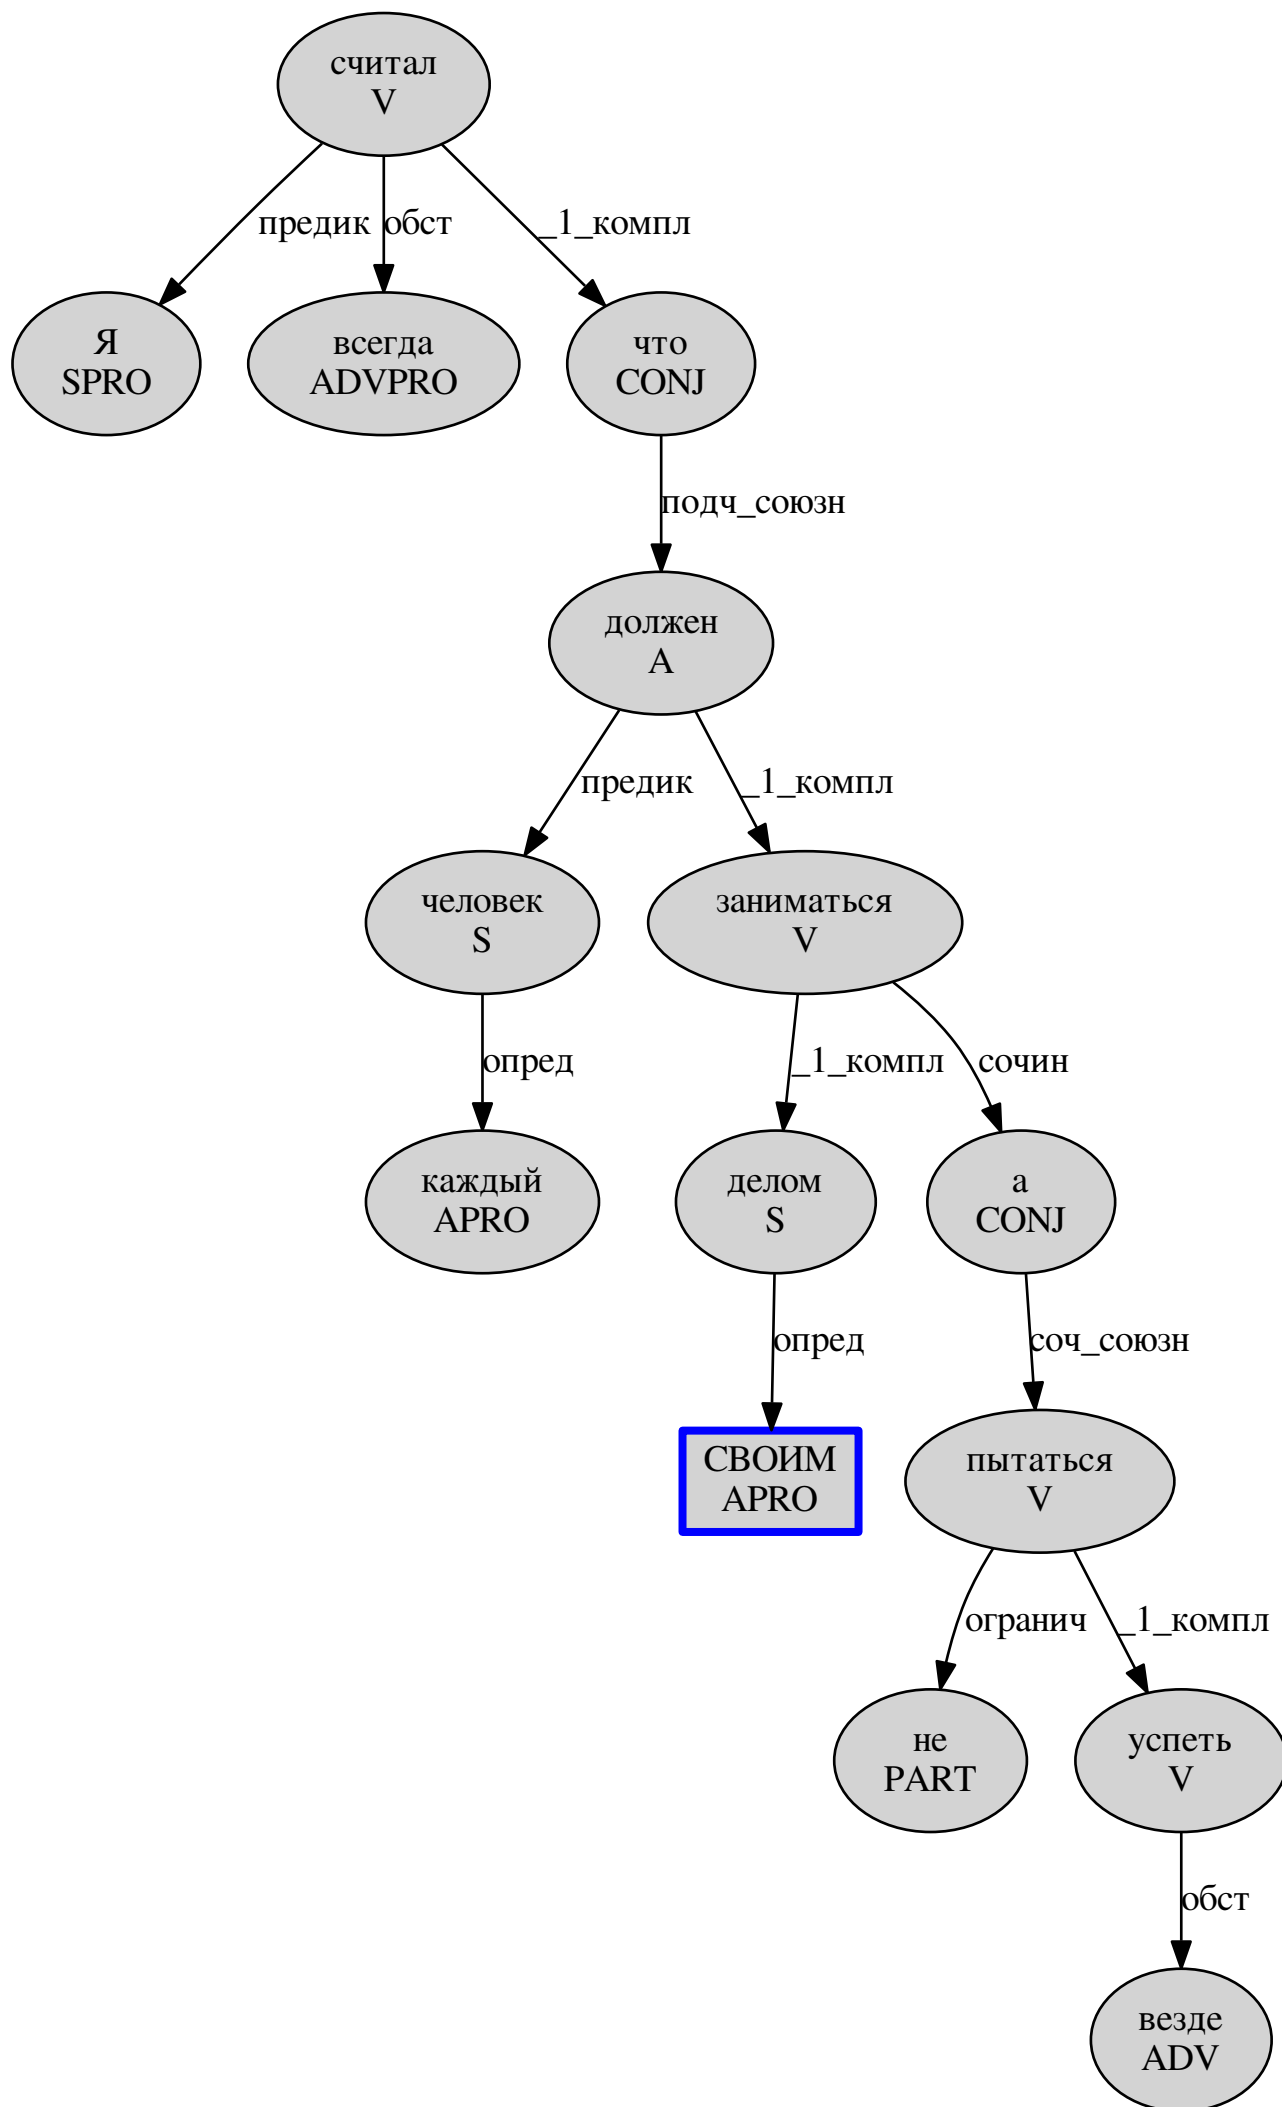 считал
V
предик
обст
_1_компл
Я
SPRO
всегда
ADVPRO
что
CONJ
подч_союзн
должен
A
предик
_1_компл
человек
S
заниматься
V
опред
_1_компл
сочин
каждый
APRO
делом
S
а
CONJ
опред
соч_союзн
СВОИМ
APRO
пытаться
V
огранич
_1_компл
не
PART
успеть
V
обст
везде
ADV